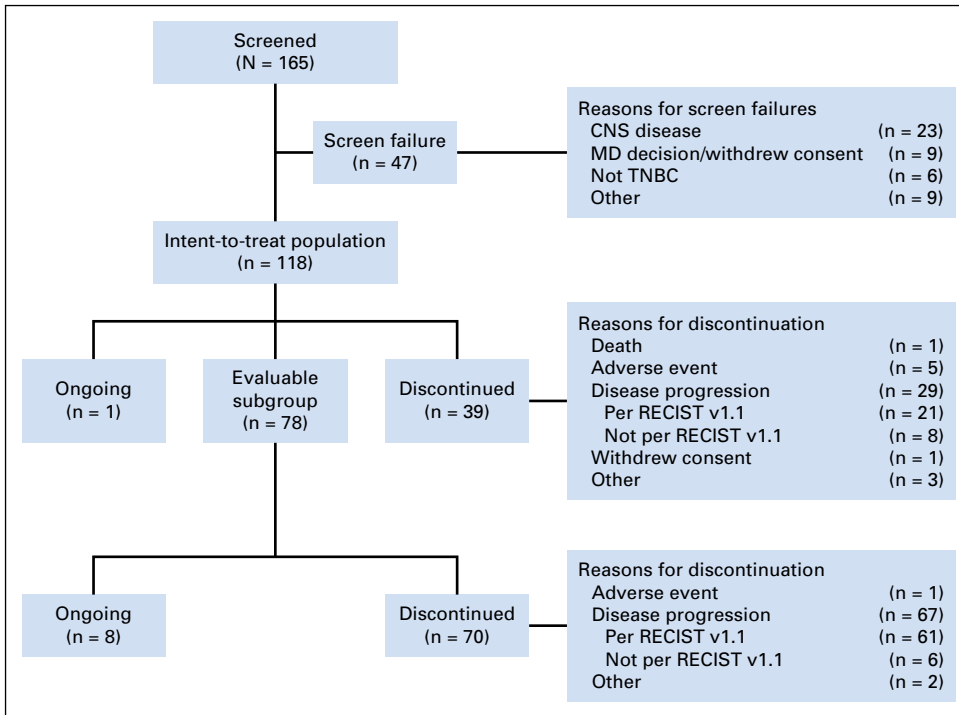 Screened
(N = 165)
Screen failure
(n = 47)
Reasons for screen failures
CNS disease (n = 23)
MD decision/withdrew consent (n = 9)
Not TNBC (n = 6)
Other (n = 9)
Intent-to-treat population
(n = 118)
Ongoing
(n = 1)
Evaluable
subgroup
(n = 78)
Discontinued
(n = 39)
Reasons for discontinuation
Death (n = 1)
Adverse event (n = 5)
Disease progression (n = 29)
Per RECIST v1.1 (n = 21)
Not per RECIST v1.1 (n = 8)
Withdrew consent (n = 1)
Other (n = 3)
Ongoing
(n = 8)
Discontinued
(n = 70)
Reasons for discontinuation
Adverse event (n = 1)
Disease progression (n = 67)
Per RECIST v1.1 (n = 61)
Not per RECIST v1.1 (n = 6)
Other (n = 2)